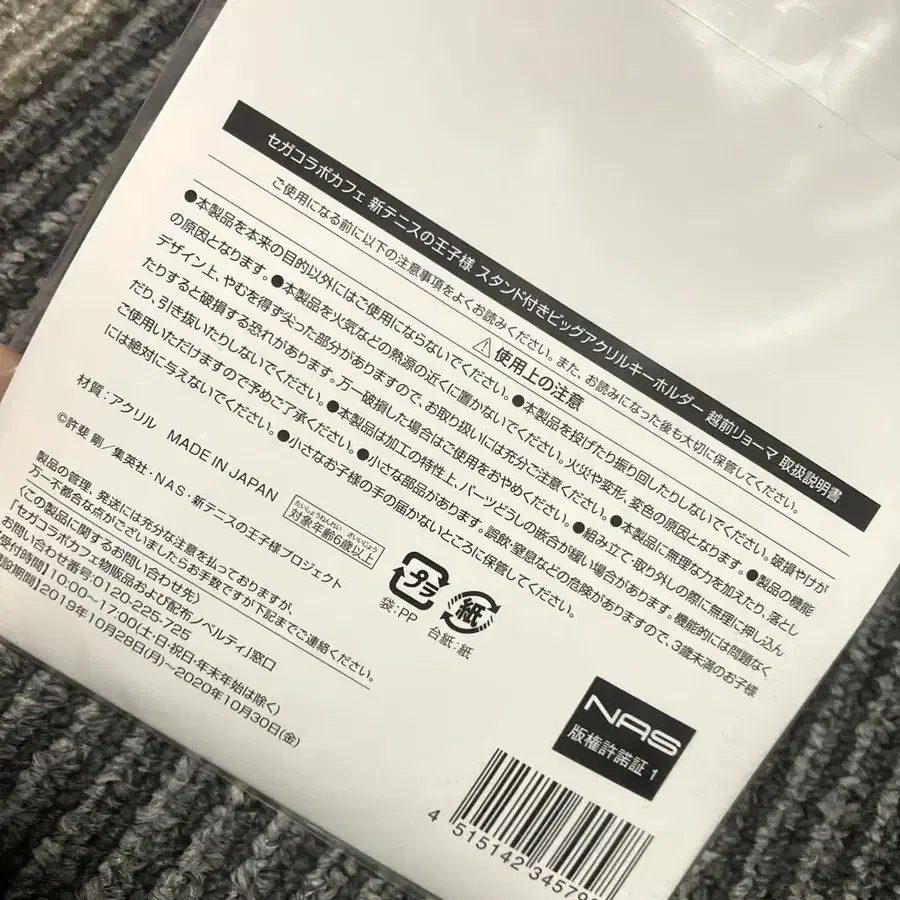 セガコラボカフェ 新テニスの王子様 スタンド付きビッグアクリルキーホルダー 越前リョーマ 取扱説明書
ご使用になる前に以下の注意事項をよくお読みください。また、お読みになった後も大切に保管してください。
⚠使用上の注意
●本製品を本来の目的以外にはご使用にならないでください。●本製品を投げたり振り回したりしないでください。破損やけが
の原因となります。●本製品を火気などの熱源の近くに置かないでください。火災や変形、変色の原因となります。●製品の機能
デザイン上、やむを得ず尖った部分がありますので、お取り扱いには充分ご注意ください。●本製品に無理な力を加えたり、落とし
たりすると破損する恐れがあります。万一破損した場合はご使用をおやめください。●組み立て・取り外しの際に無理に押し込ん
だり、引き抜いたりしないでください。●本製品は加工の特性上、パーツどうしの嵌合が緩い場合があります。機能的には問題なく
ご使用いただけますので予めご了承ください。●小さな部品があります。誤飲・窒息などの危険がありますので、3歳未満のお子様
には絶対に与えないでください。●小さなお子様の手の届かないところに保管してください。
材質:アクリル MADE IN JAPAN
対象年齢6歳以上
たいしょうねんれい さいいじょう
©許斐 剛/集英社・NAS・新テニスの王子様プロジェクト
プラ
袋:PP
紙
台紙:紙
製品の管理、発送には充分な注意を払っておりますが、
万一不都合な点がございましたらお手数ですが下記までご連絡ください。
〈この製品に関するお問い合わせ先〉
「セガコラボカフェ物販品および配布ノベルティ」窓口
お問い合わせ番号:0120-225-725
受付時間】10:00〜17:00(土・日・祝日・年末年始は除く)
設期間】2019年10月28日(月)〜2020年10月30日(金)
NAS
版権許諾証 1
4 515142 34579